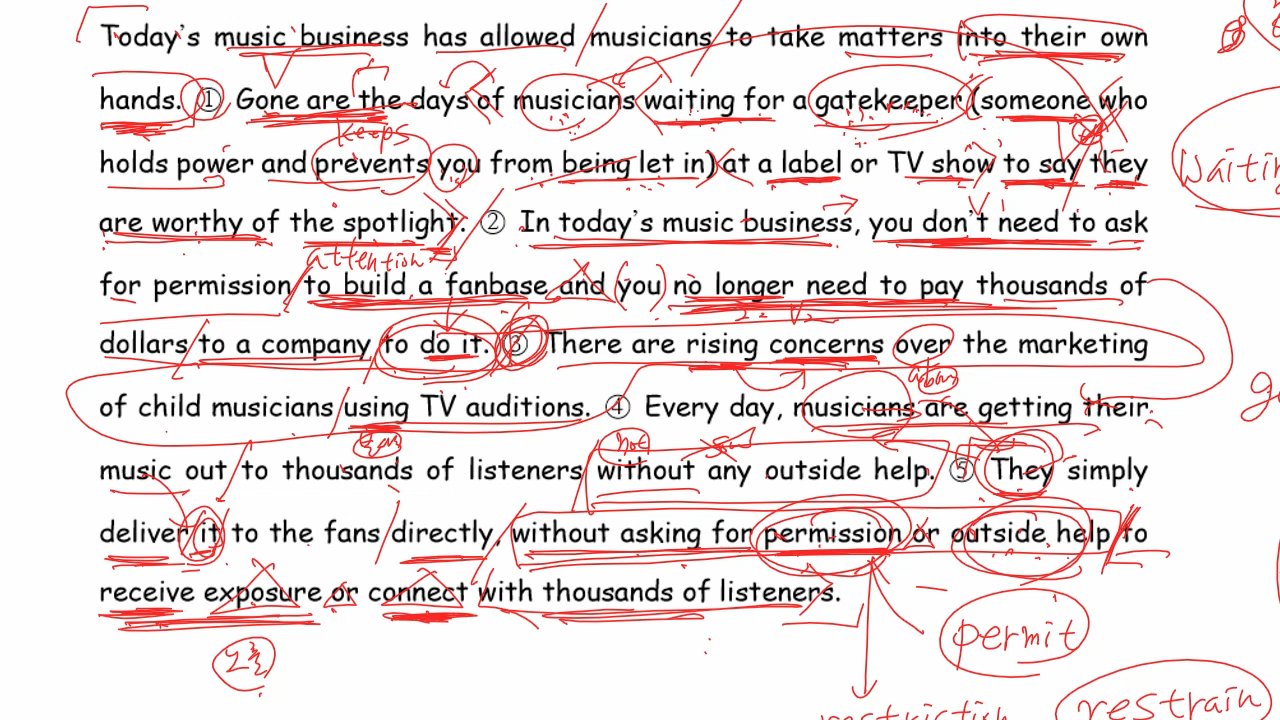 Today's music business has allowed musicians to take matters into their own
hands. ① Gone are the days of musicians waiting for a gatekeeper (someone who
keeps
holds power and prevents you from being let in) at a label or TV show to say they
are worthy of the spotlight. ② In today's music business, you don't need to ask
attention
for permission to build a fanbase and (you) no longer need to pay thousands of
dollars to a company to do it. ③ There are rising concerns over the marketing
of child musicians using TV auditions. ④ Every day, musicians are getting their
not
music out to thousands of listeners without any outside help. ⑤ They simply
deliver it to the fans directly, without asking for permission or outside help to
receive exposure or connect with thousands of listeners.
permit
restrain